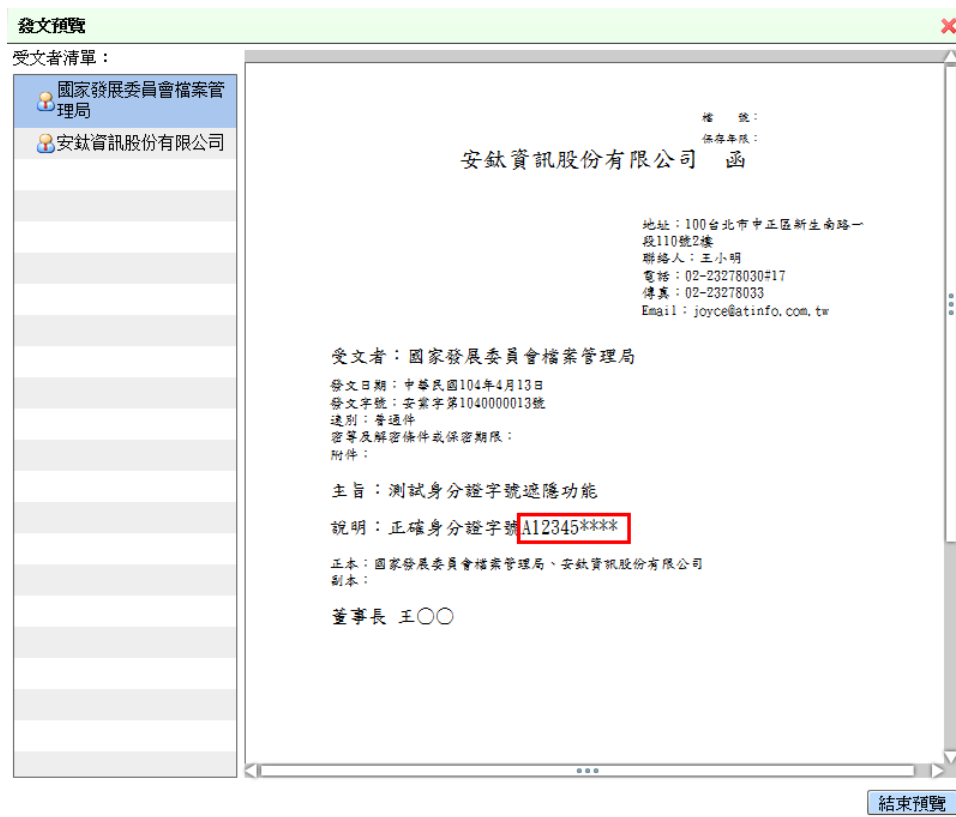 發文預覽
受文者清單：
國家發展委員會檔案管
理局
安鈦資訊股份有限公司
檔　號：
保存年限：
安鈦資訊股份有限公司　函
地址：100台北市中正區新生南路一
段110號2樓
聯絡人：王小明
電話：02-23278030#17
傳真：02-23278033
Email：joyce@atinfo.com.tw
受文者：國家發展委員會檔案管理局
發文日期：中華民國104年4月13日
發文字號：安業字第1040000013號
速別：普通件
密等及解密條件或保密期限：
附件：
主旨：測試身分證字號遮隱功能
說明：正確身分證字號A12345****
正本：國家發展委員會檔案管理局、安鈦資訊股份有限公司
副本：
董事長 王○○
結束預覽